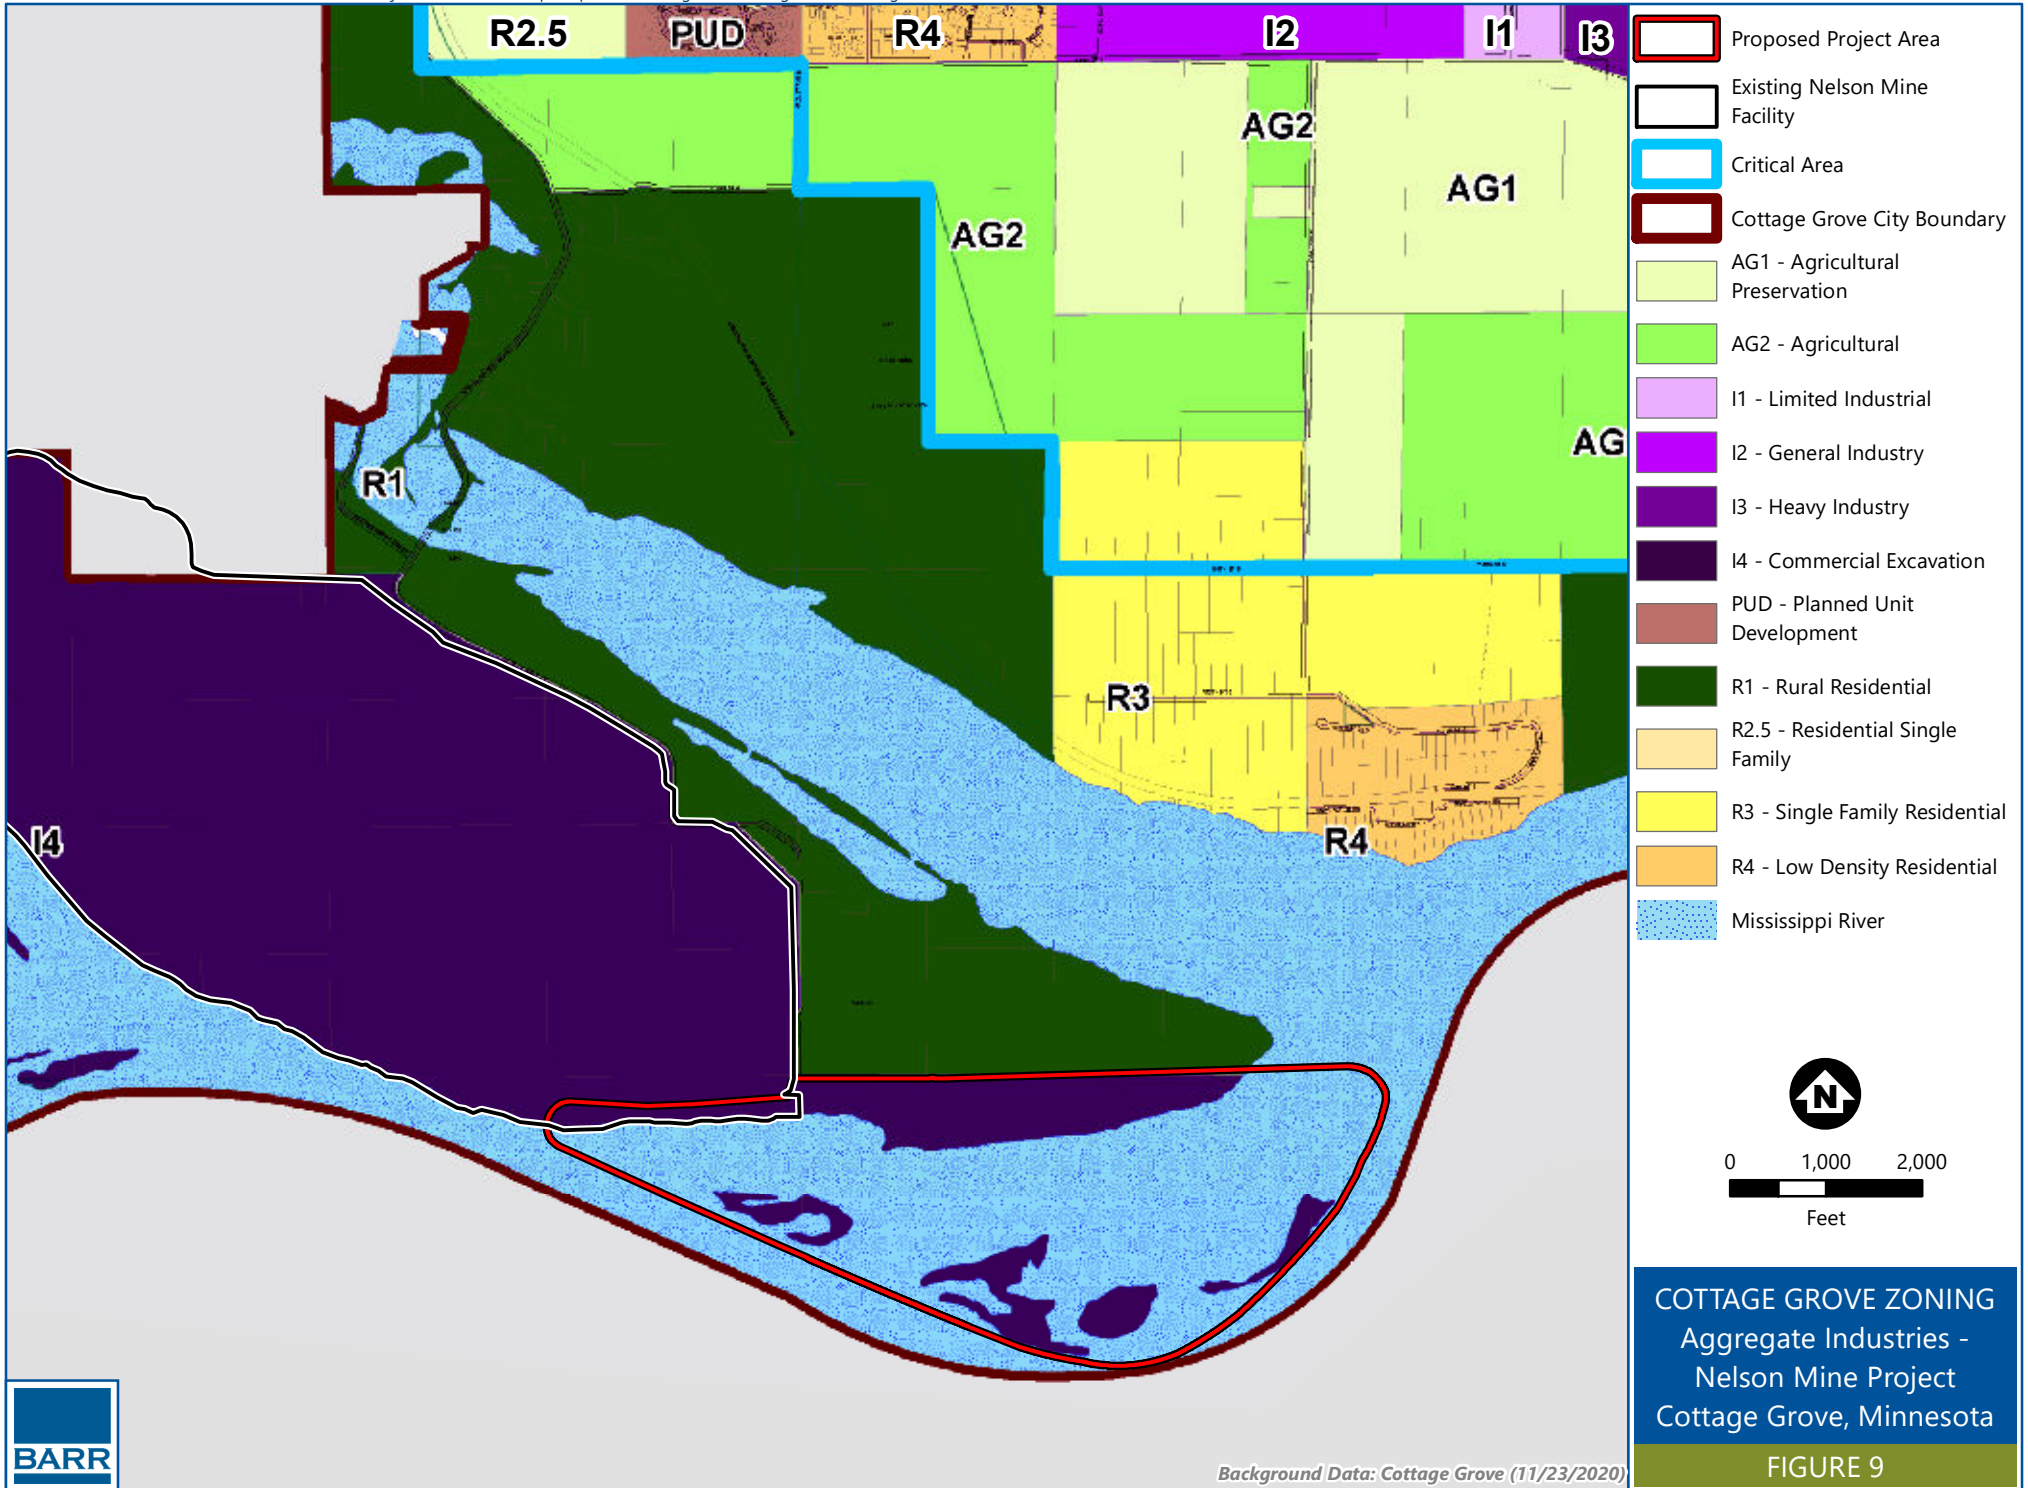 R2.5
PUD
R4
I2
I1
I3
AG2
AG1
AG2
AG
R1
R3
R4
I4
Proposed Project Area
Existing Nelson Mine
Facility
Critical Area
Cottage Grove City Boundary
AG1 - Agricultural
Preservation
AG2 - Agricultural
I1 - Limited Industrial
I2 - General Industry
I3 - Heavy Industry
I4 - Commercial Excavation
PUD - Planned Unit
Development
R1 - Rural Residential
R2.5 - Residential Single
Family
R3 - Single Family Residential
R4 - Low Density Residential
Mississippi River
N
0 1,000 2,000
Feet
COTTAGE GROVE ZONING
Aggregate Industries -
Nelson Mine Project
Cottage Grove, Minnesota
FIGURE 9
BARR
Background Data: Cottage Grove (11/23/2020)